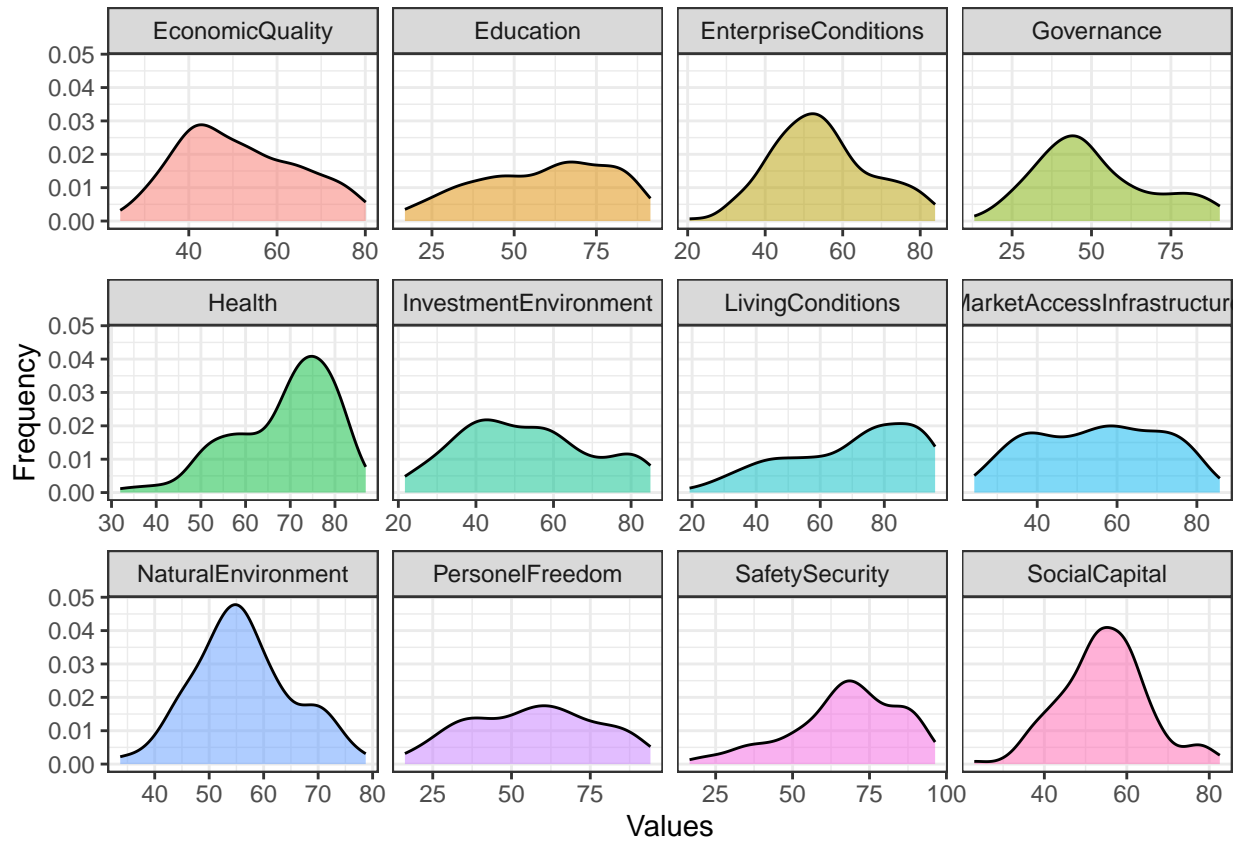 EconomicQuality Education EnterpriseConditions Governance
0.05
0.04
0.03
0.02
0.01
0.00
40 60 80 25 50 75 20 40 60 80 25 50 75
Health InvestmentEnvironment LivingConditions MarketAccessInfrastructure
0.05
0.04
0.03
0.02
0.01
0.00
30 40 50 60 70 80 20 40 60 80 20 40 60 80 40 60 80
Frequency
NaturalEnvironment PersonelFreedom SafetySecurity SocialCapital
0.05
0.04
0.03
0.02
0.01
0.00
40 50 60 70 80 25 50 75 25 50 75 100 40 60 80
Values